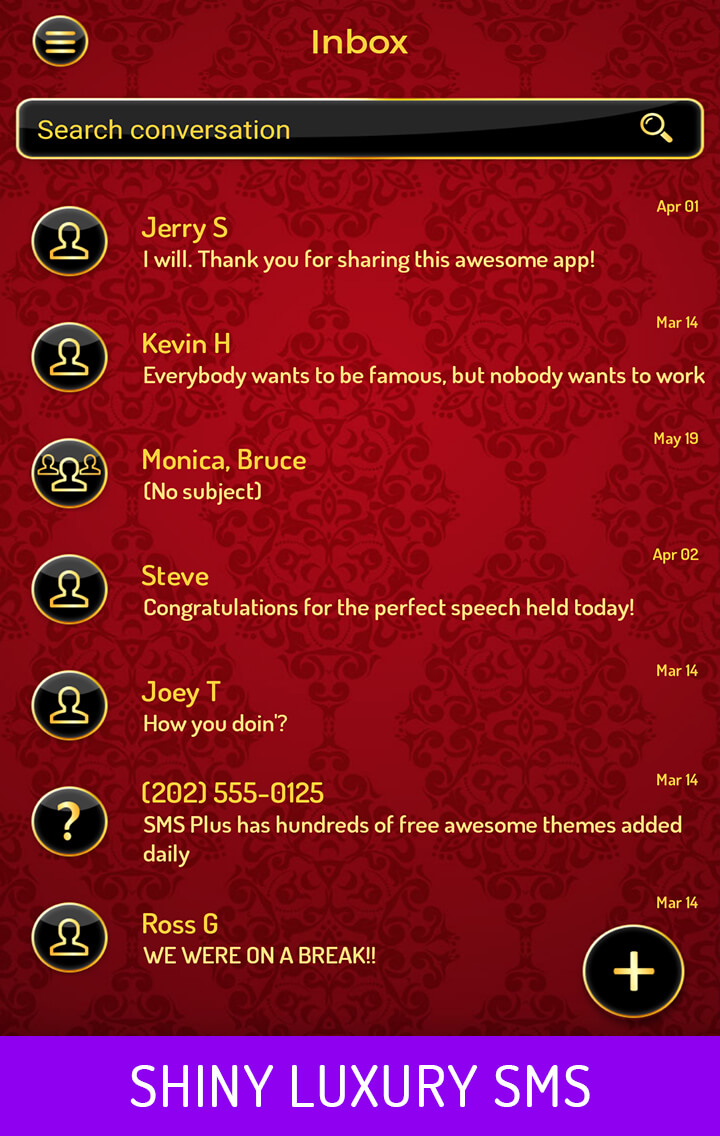 Inbox
Search conversation
Apr 01
Jerry S
I will. Thank you for sharing this awesome app!
Mar 14
Kevin H
Everybody wants to be famous, but nobody wants to work
May 19
Monica, Bruce
(No subject)
Apr 02
Steve
Congratulations for the perfect speech held today!
Mar 14
Joey T
How you doin'?
Mar 14
(202) 555-0125
SMS Plus has hundreds of free awesome themes added
daily
Mar 14
Ross G
WE WERE ON A BREAK!!
SHINY LUXURY SMS